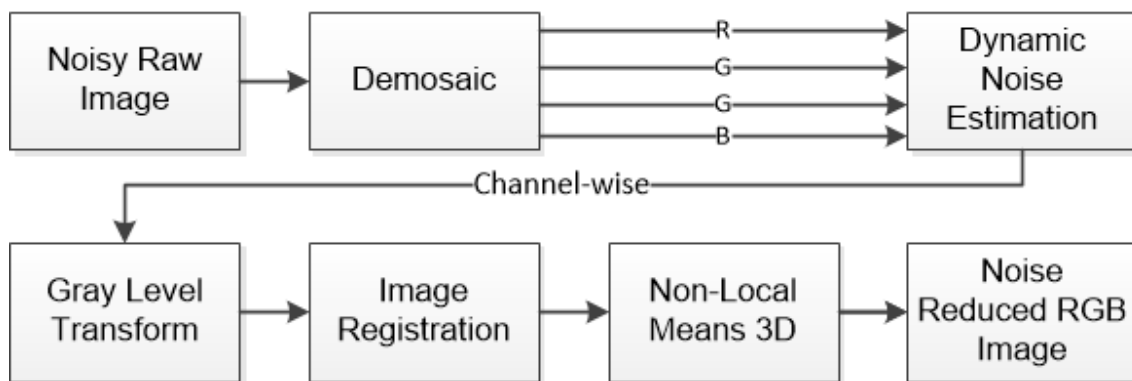 Noisy Raw
Image
Demosaic
R
G
G
B
Dynamic
Noise
Estimation
Channel-wise
Gray Level
Transform
Image
Registration
Non-Local
Means 3D
Noise
Reduced RGB
Image